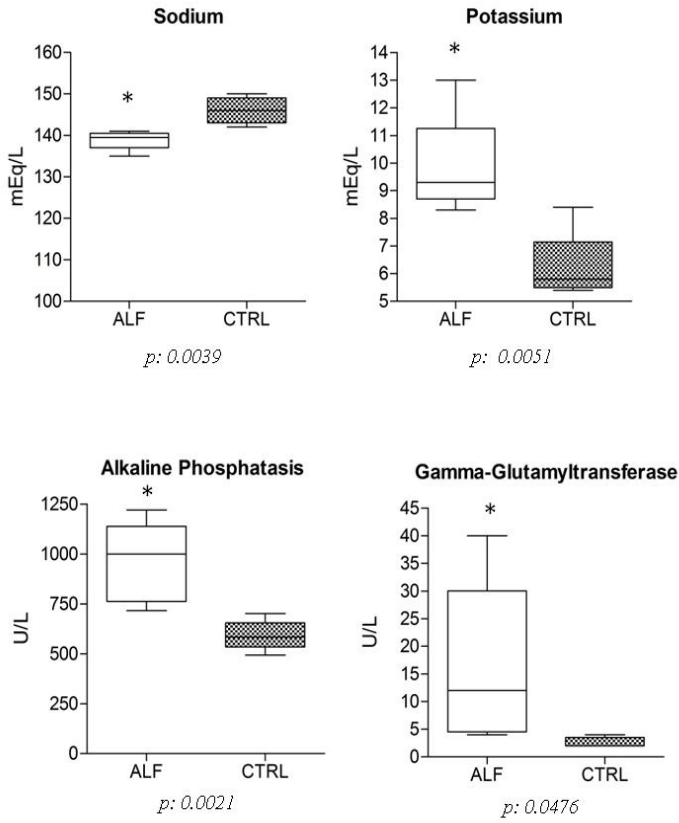 Sodium
*
160
150
140
130
120
110
100
mEq/L
ALF CTRL
p: 0.0039
Potassium
*
14
13
12
11
10
9
8
7
6
5
mEq/L
ALF CTRL
p: 0.0051
Alkaline Phosphatasis
*
1250
1000
750
500
250
0
U/L
ALF CTRL
p: 0.0021
Gamma-Glutamyltransferase
*
45
40
35
30
25
20
15
10
5
0
U/L
ALF CTRL
p: 0.0476